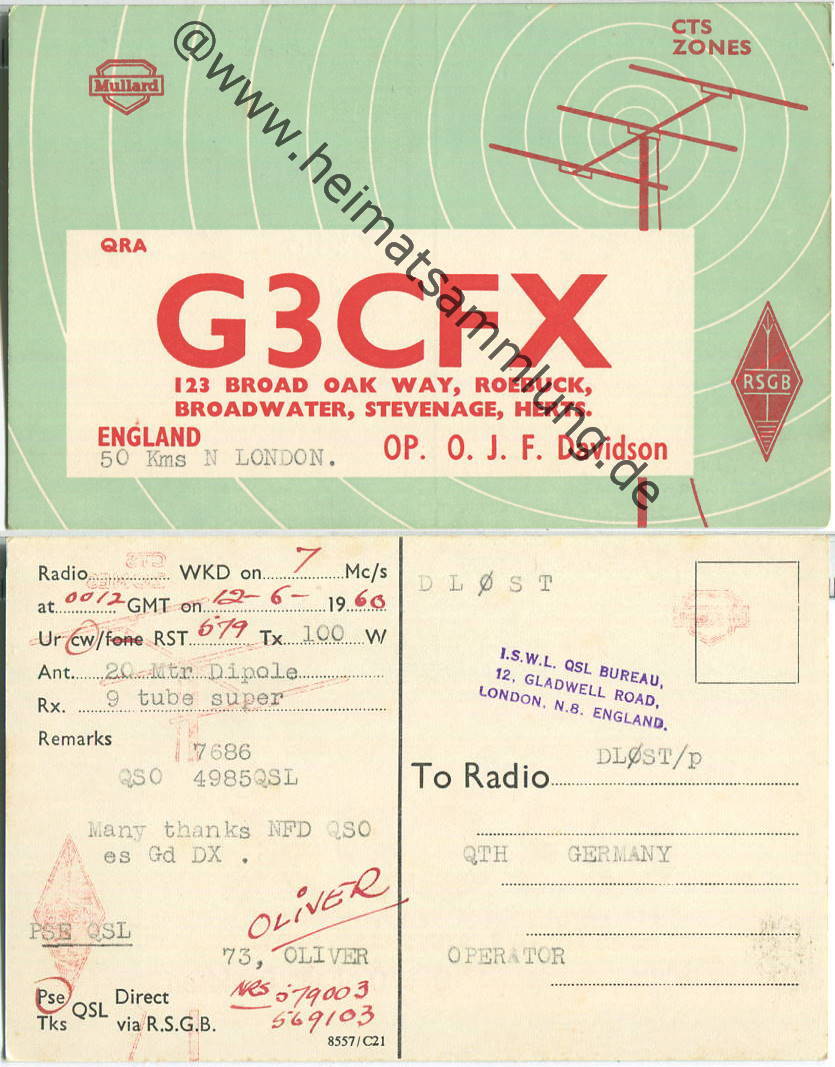 CTS
ZONES
Mullard
@www.heimatsammlung.de
QRA
G3CFX
123 BROAD OAK WAY, ROEBUCK,
BROADWATER, STEVENAGE, HERTS.
ENGLAND
50 Kms N LONDON.
OP. O. J. F. Davidson
RSGB
Radio WKD on 7 Mc/s
at 0012 GMT on 12-6- 1960
Ur cw/fone RST 579 Tx 100 W
Ant. 20 Mtr Dipole
Rx. 9 tube super
Remarks
7686
QSO 4985QSL
Many thanks NFD QSO
es Gd DX .
OLIVER
PSE QSL
73, OLIVER
NRS 579003
569103
Pse
Tks
QSL
Direct
via R.S.G.B.
8557/C21
DLØST
I.S.W.L. QSL BUREAU,
12, GLADWELL ROAD,
LONDON, N.8. ENGLAND.
DLØST/p
To Radio
QTH GERMANY
OPERATOR